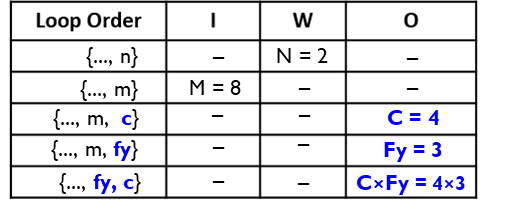 Loop Order I W O
{..., n} – N = 2 –
{..., m} M = 8 – –
{..., m, c} – – C = 4
{..., m, fy} – – Fy = 3
{..., fy, c} – – C×Fy = 4×3